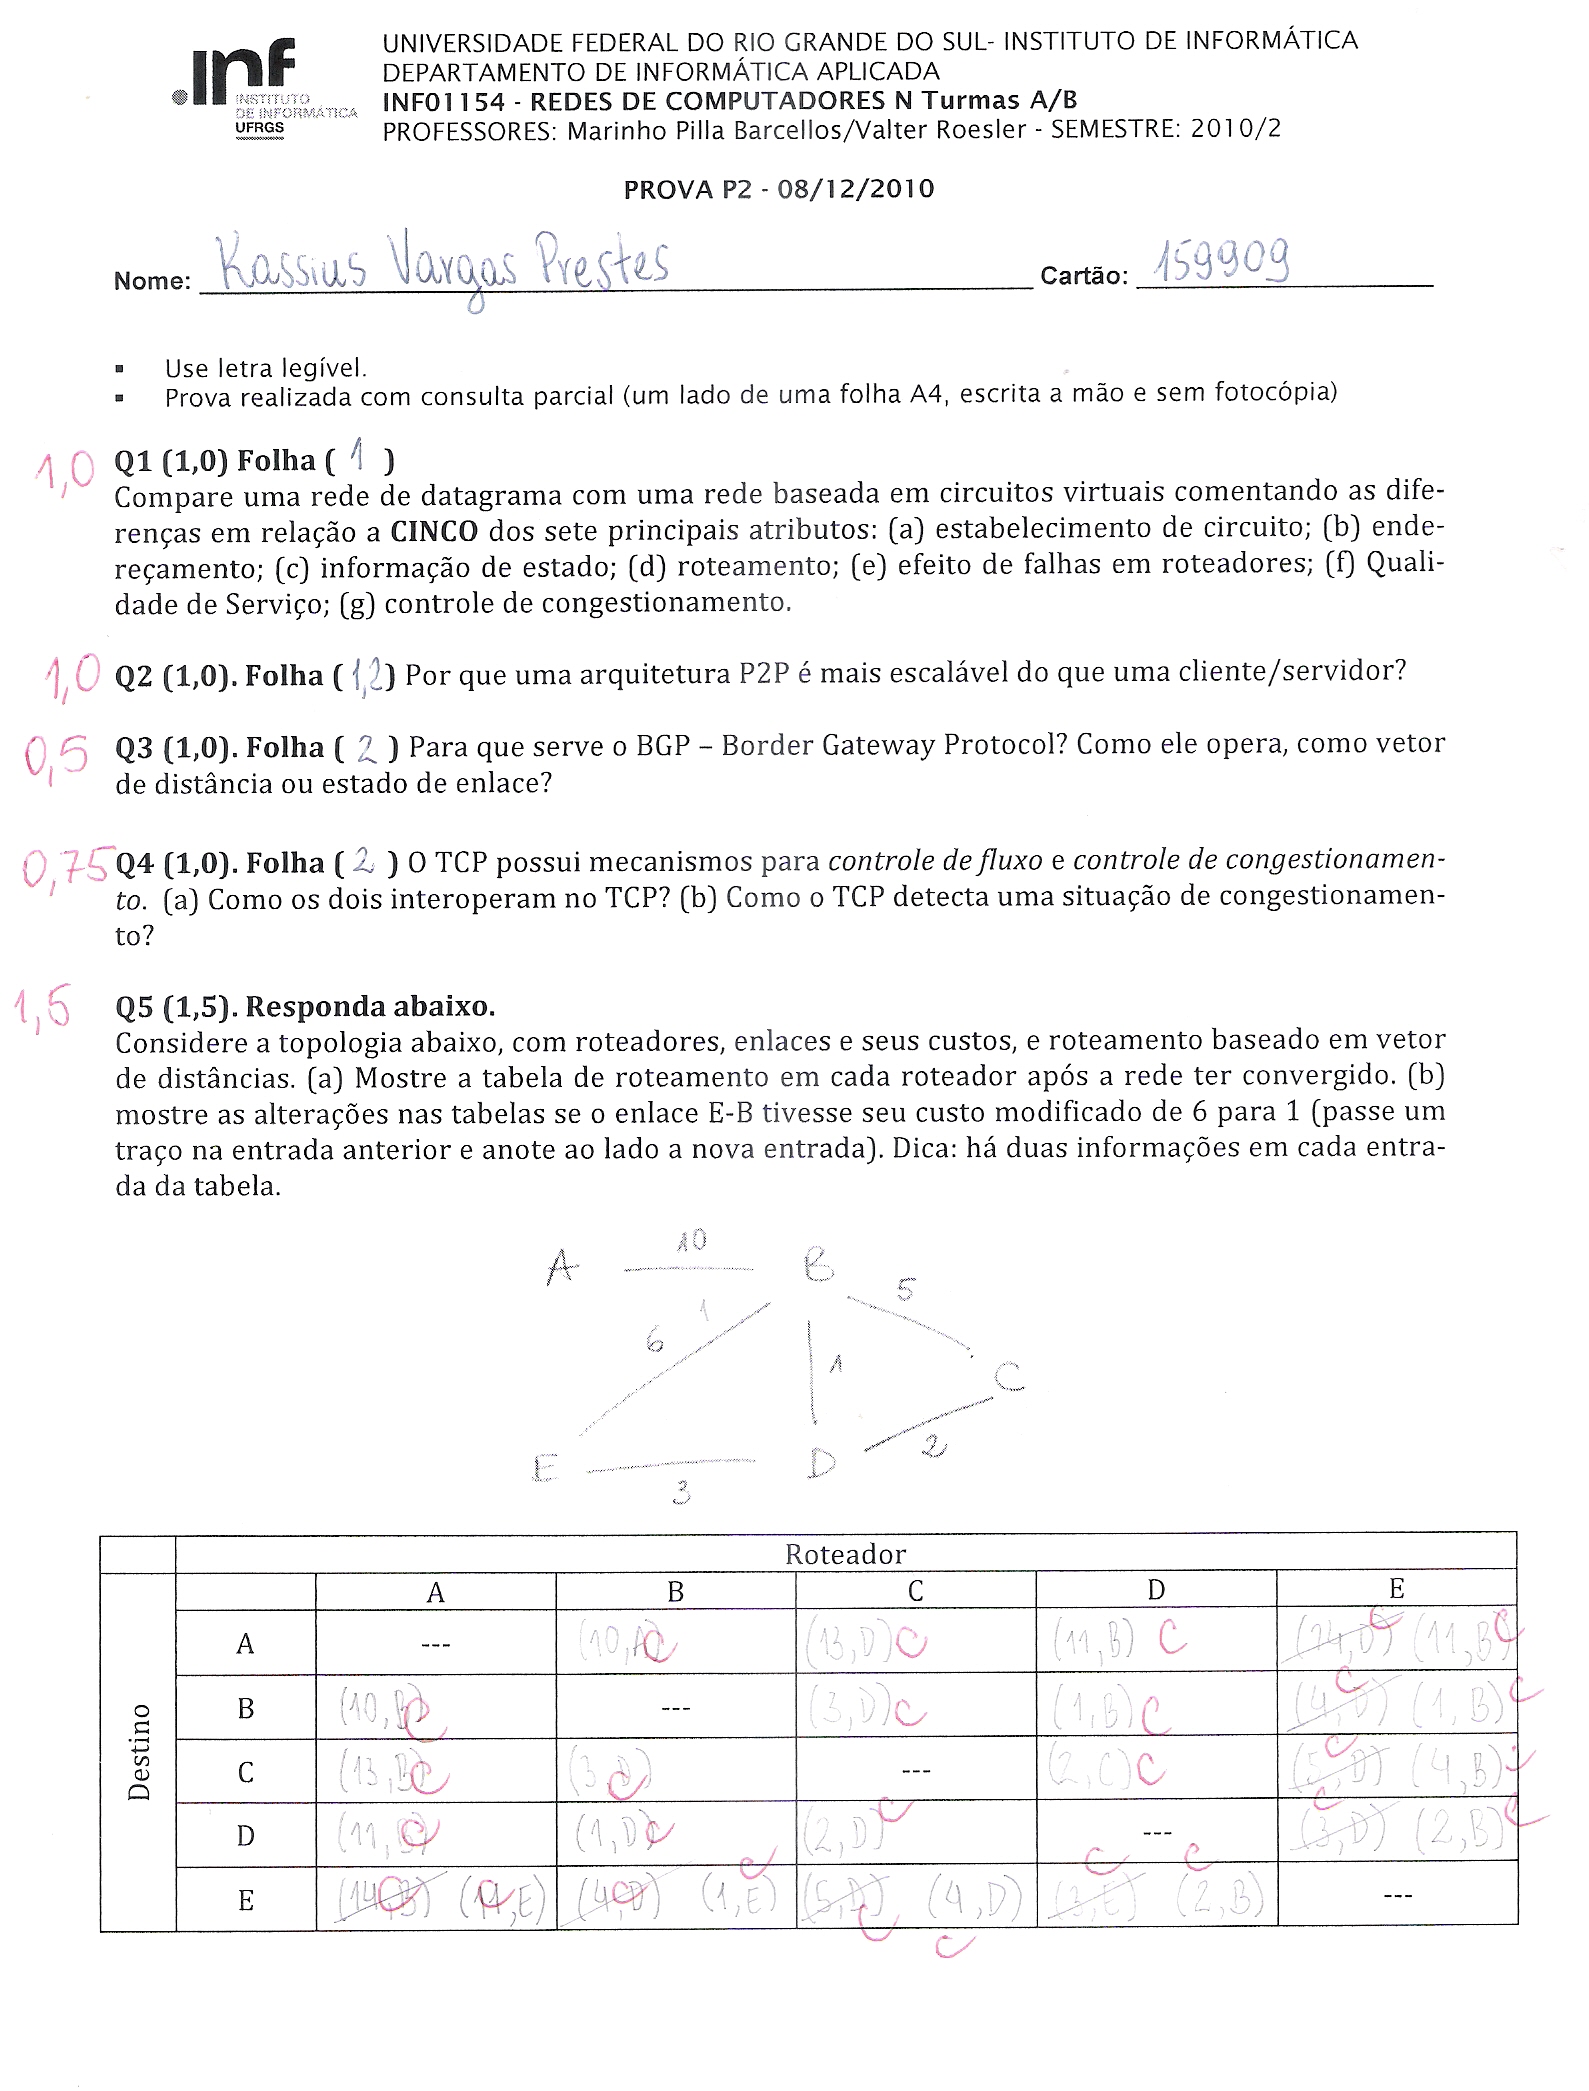 .inf
INSTITUTO
DE INFORMÁTICA
UFRGS
UNIVERSIDADE FEDERAL DO RIO GRANDE DO SUL- INSTITUTO DE INFORMÁTICA
DEPARTAMENTO DE INFORMÁTICA APLICADA
INF01154 - REDES DE COMPUTADORES N Turmas A/B
PROFESSORES: Marinho Pilla Barcellos/Valter Roesler - SEMESTRE: 2010/2
PROVA P2 - 08/12/2010
Nome: Kassius Vargas Prestes Cartão: 159909
▪ Use letra legível.
▪ Prova realizada com consulta parcial (um lado de uma folha A4, escrita a mão e sem fotocópia)
1,0 Q1 (1,0) Folha ( 1 )
Compare uma rede de datagrama com uma rede baseada em circuitos virtuais comentando as dife-
renças em relação a CINCO dos sete principais atributos: (a) estabelecimento de circuito; (b) ende-
reçamento; (c) informação de estado; (d) roteamento; (e) efeito de falhas em roteadores; (f) Quali-
dade de Serviço; (g) controle de congestionamento.
1,0 Q2 (1,0). Folha ( 1,2 ) Por que uma arquitetura P2P é mais escalável do que uma cliente/servidor?
0,5 Q3 (1,0). Folha ( 2 ) Para que serve o BGP – Border Gateway Protocol? Como ele opera, como vetor
de distância ou estado de enlace?
0,75 Q4 (1,0). Folha ( 2 ) O TCP possui mecanismos para controle de fluxo e controle de congestionamen-
to. (a) Como os dois interoperam no TCP? (b) Como o TCP detecta uma situação de congestionamen-
to?
1,5 Q5 (1,5). Responda abaixo.
Considere a topologia abaixo, com roteadores, enlaces e seus custos, e roteamento baseado em vetor
de distâncias. (a) Mostre a tabela de roteamento em cada roteador após a rede ter convergido. (b)
mostre as alterações nas tabelas se o enlace E-B tivesse seu custo modificado de 6 para 1 (passe um
traço na entrada anterior e anote ao lado a nova entrada). Dica: há duas informações em cada entra-
da da tabela.
A 10 B
5
1
6
1
C
2
E D
3
Roteador
A B C D E
Destino
A --- (10,A) (13,D) (11,B) (14,D) (11,B)
B (10,B) --- (3,D) (1,B) (4,D) (1,B)
C (13,B) (3,D) --- (2,C) (5,D) (4,B)
D (11,B) (1,D) (2,D) --- (3,D) (2,B)
E (14,B) (11,E) (4,D) (1,E) (5,D) (4,D) (3,E) (2,B) ---